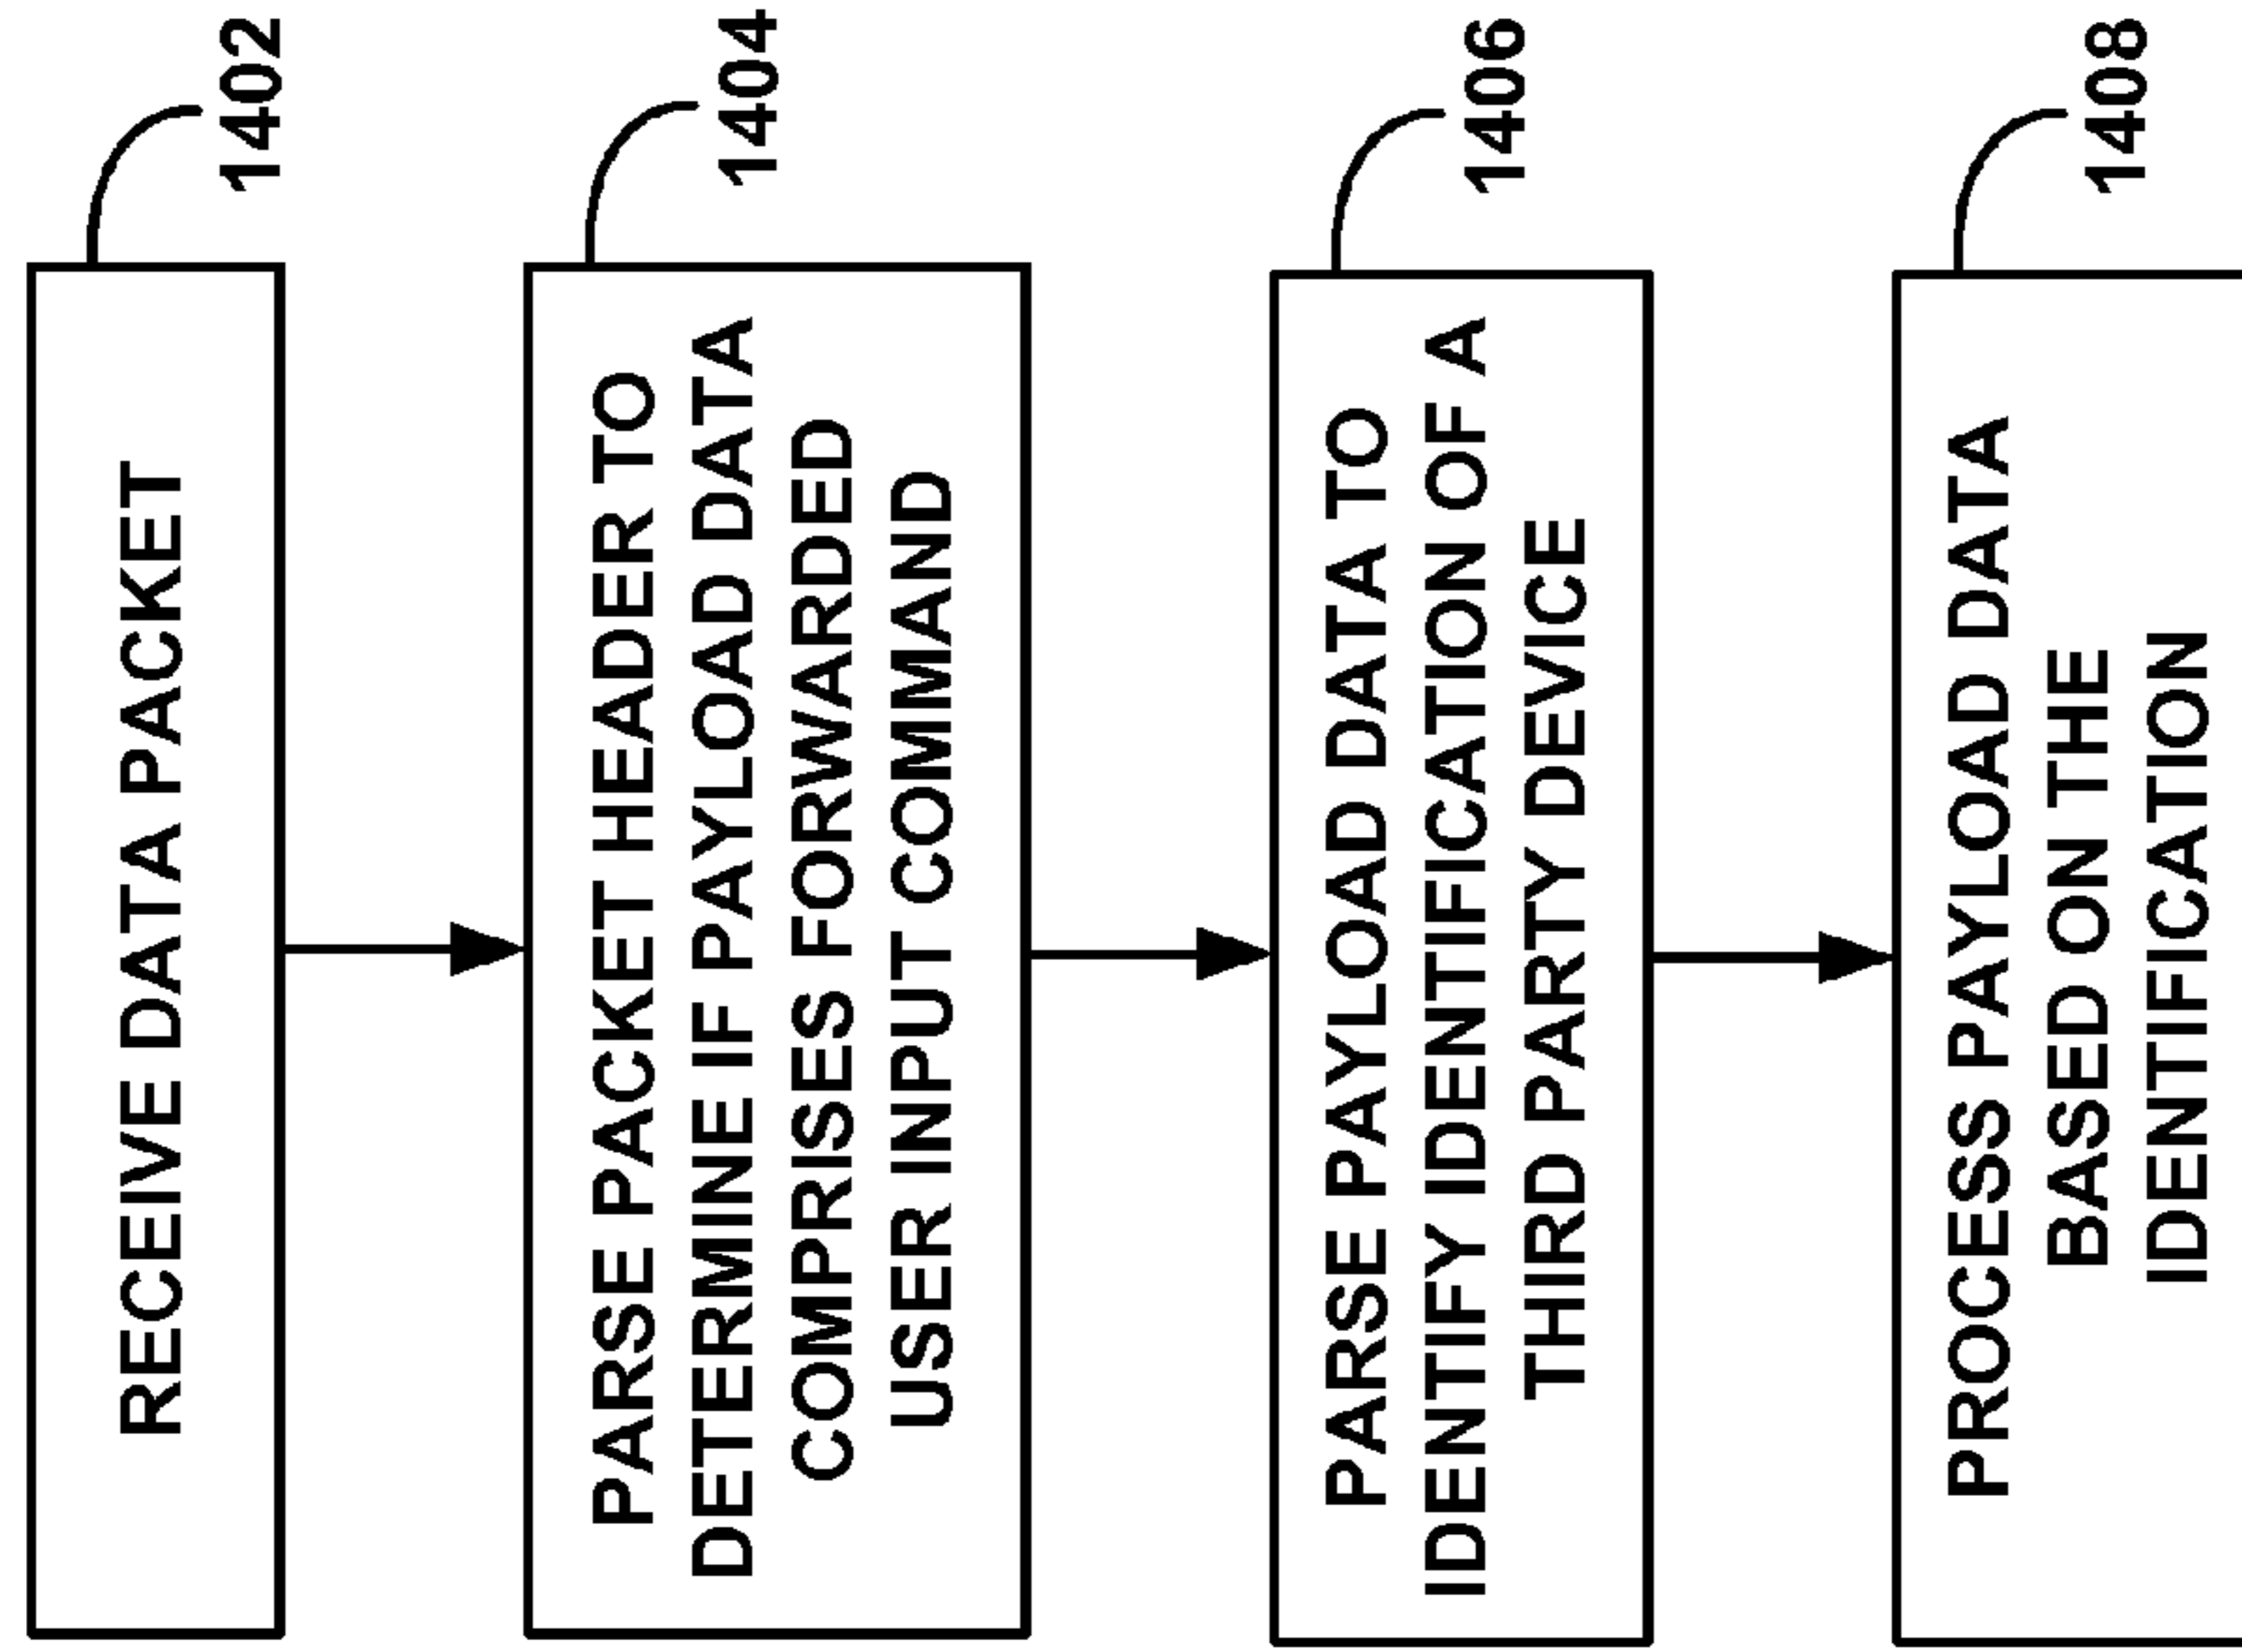 RECEIVE DATA PACKET
1402
PARSE PACKET HEADER TO
DETERMINE IF PAYLOAD DATA
COMPRISES FORWARDED
USER INPUT COMMAND
1404
PARSE PAYLOAD DATA TO
IDENTIFY IDENTIFICATION OF A
THIRD PARTY DEVICE
1406
PROCESS PAYLOAD DATA
BASED ON THE
IDENTIFICATION
1408